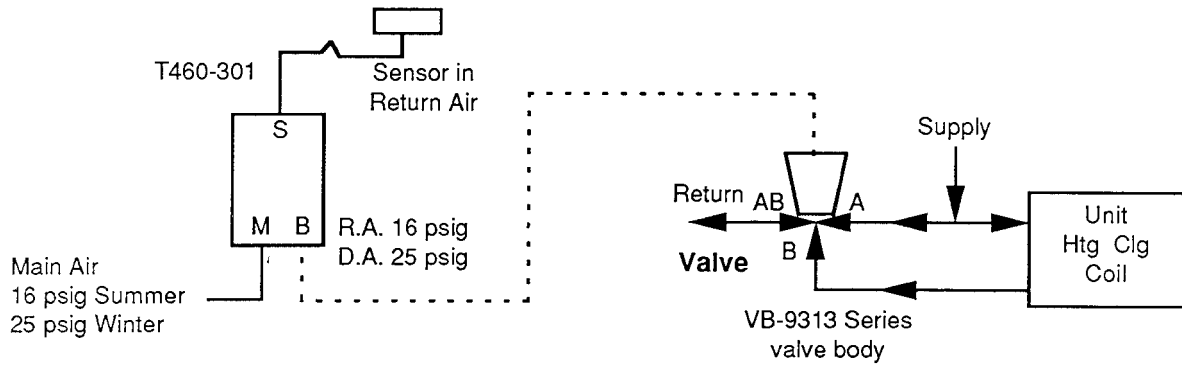 T460-301
Sensor in
Return Air
S
M B
R.A. 16 psig
D.A. 25 psig
Main Air
16 psig Summer
25 psig Winter
Supply
Return
AB
A
B
Valve
Unit
Htg Clg
Coil
VB-9313 Series
valve body